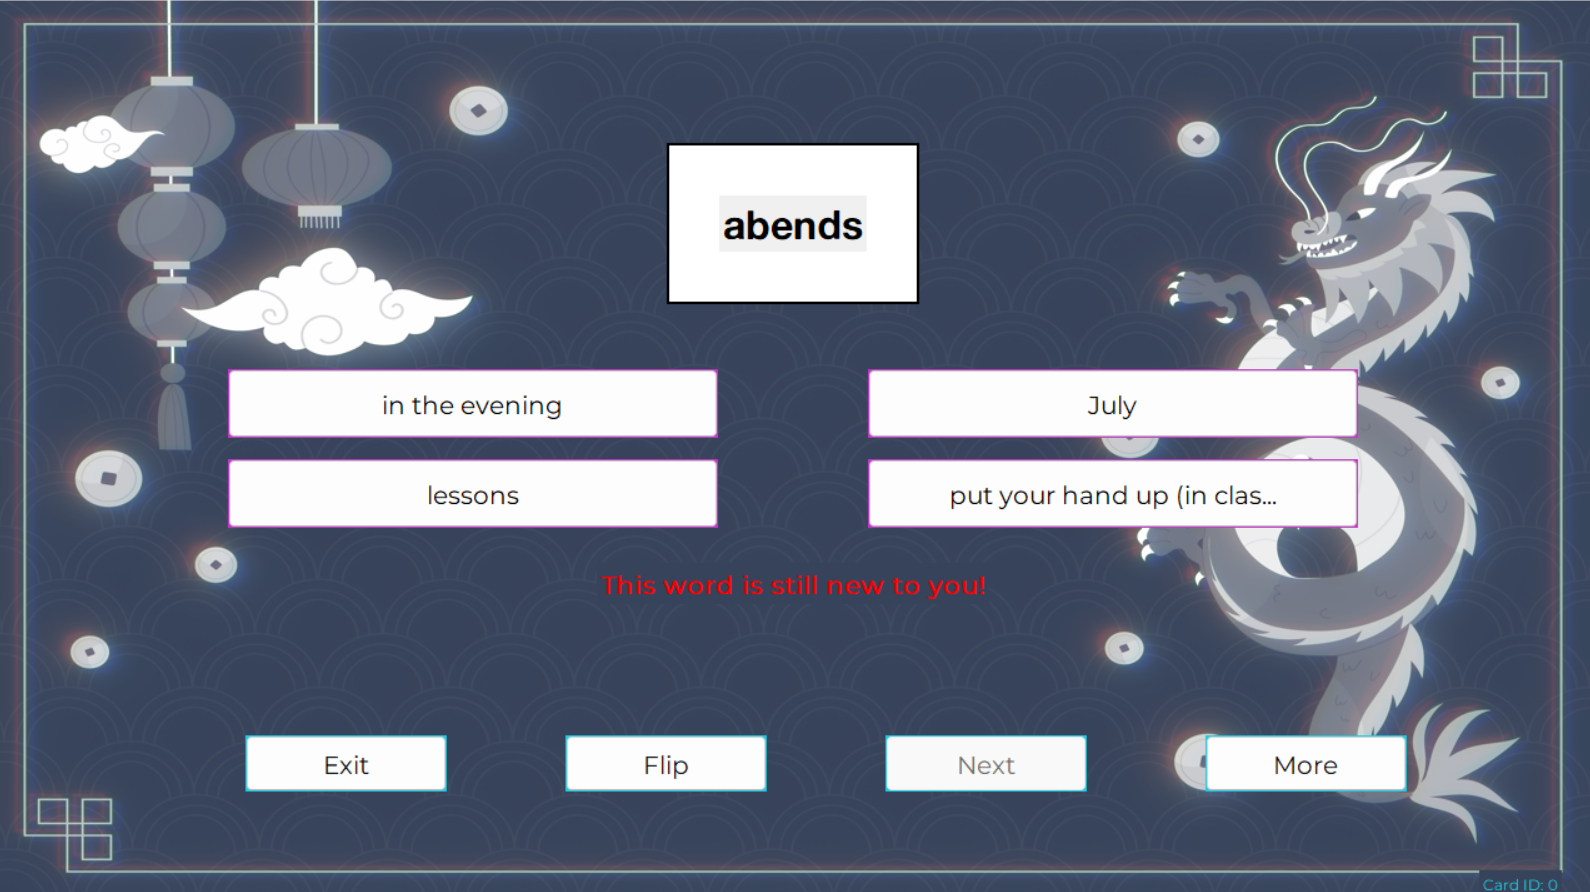 abends
in the evening
July
lessons
put your hand up (in clas...
This word is still new to you!
Exit
Flip
Next
More
Card ID: 0